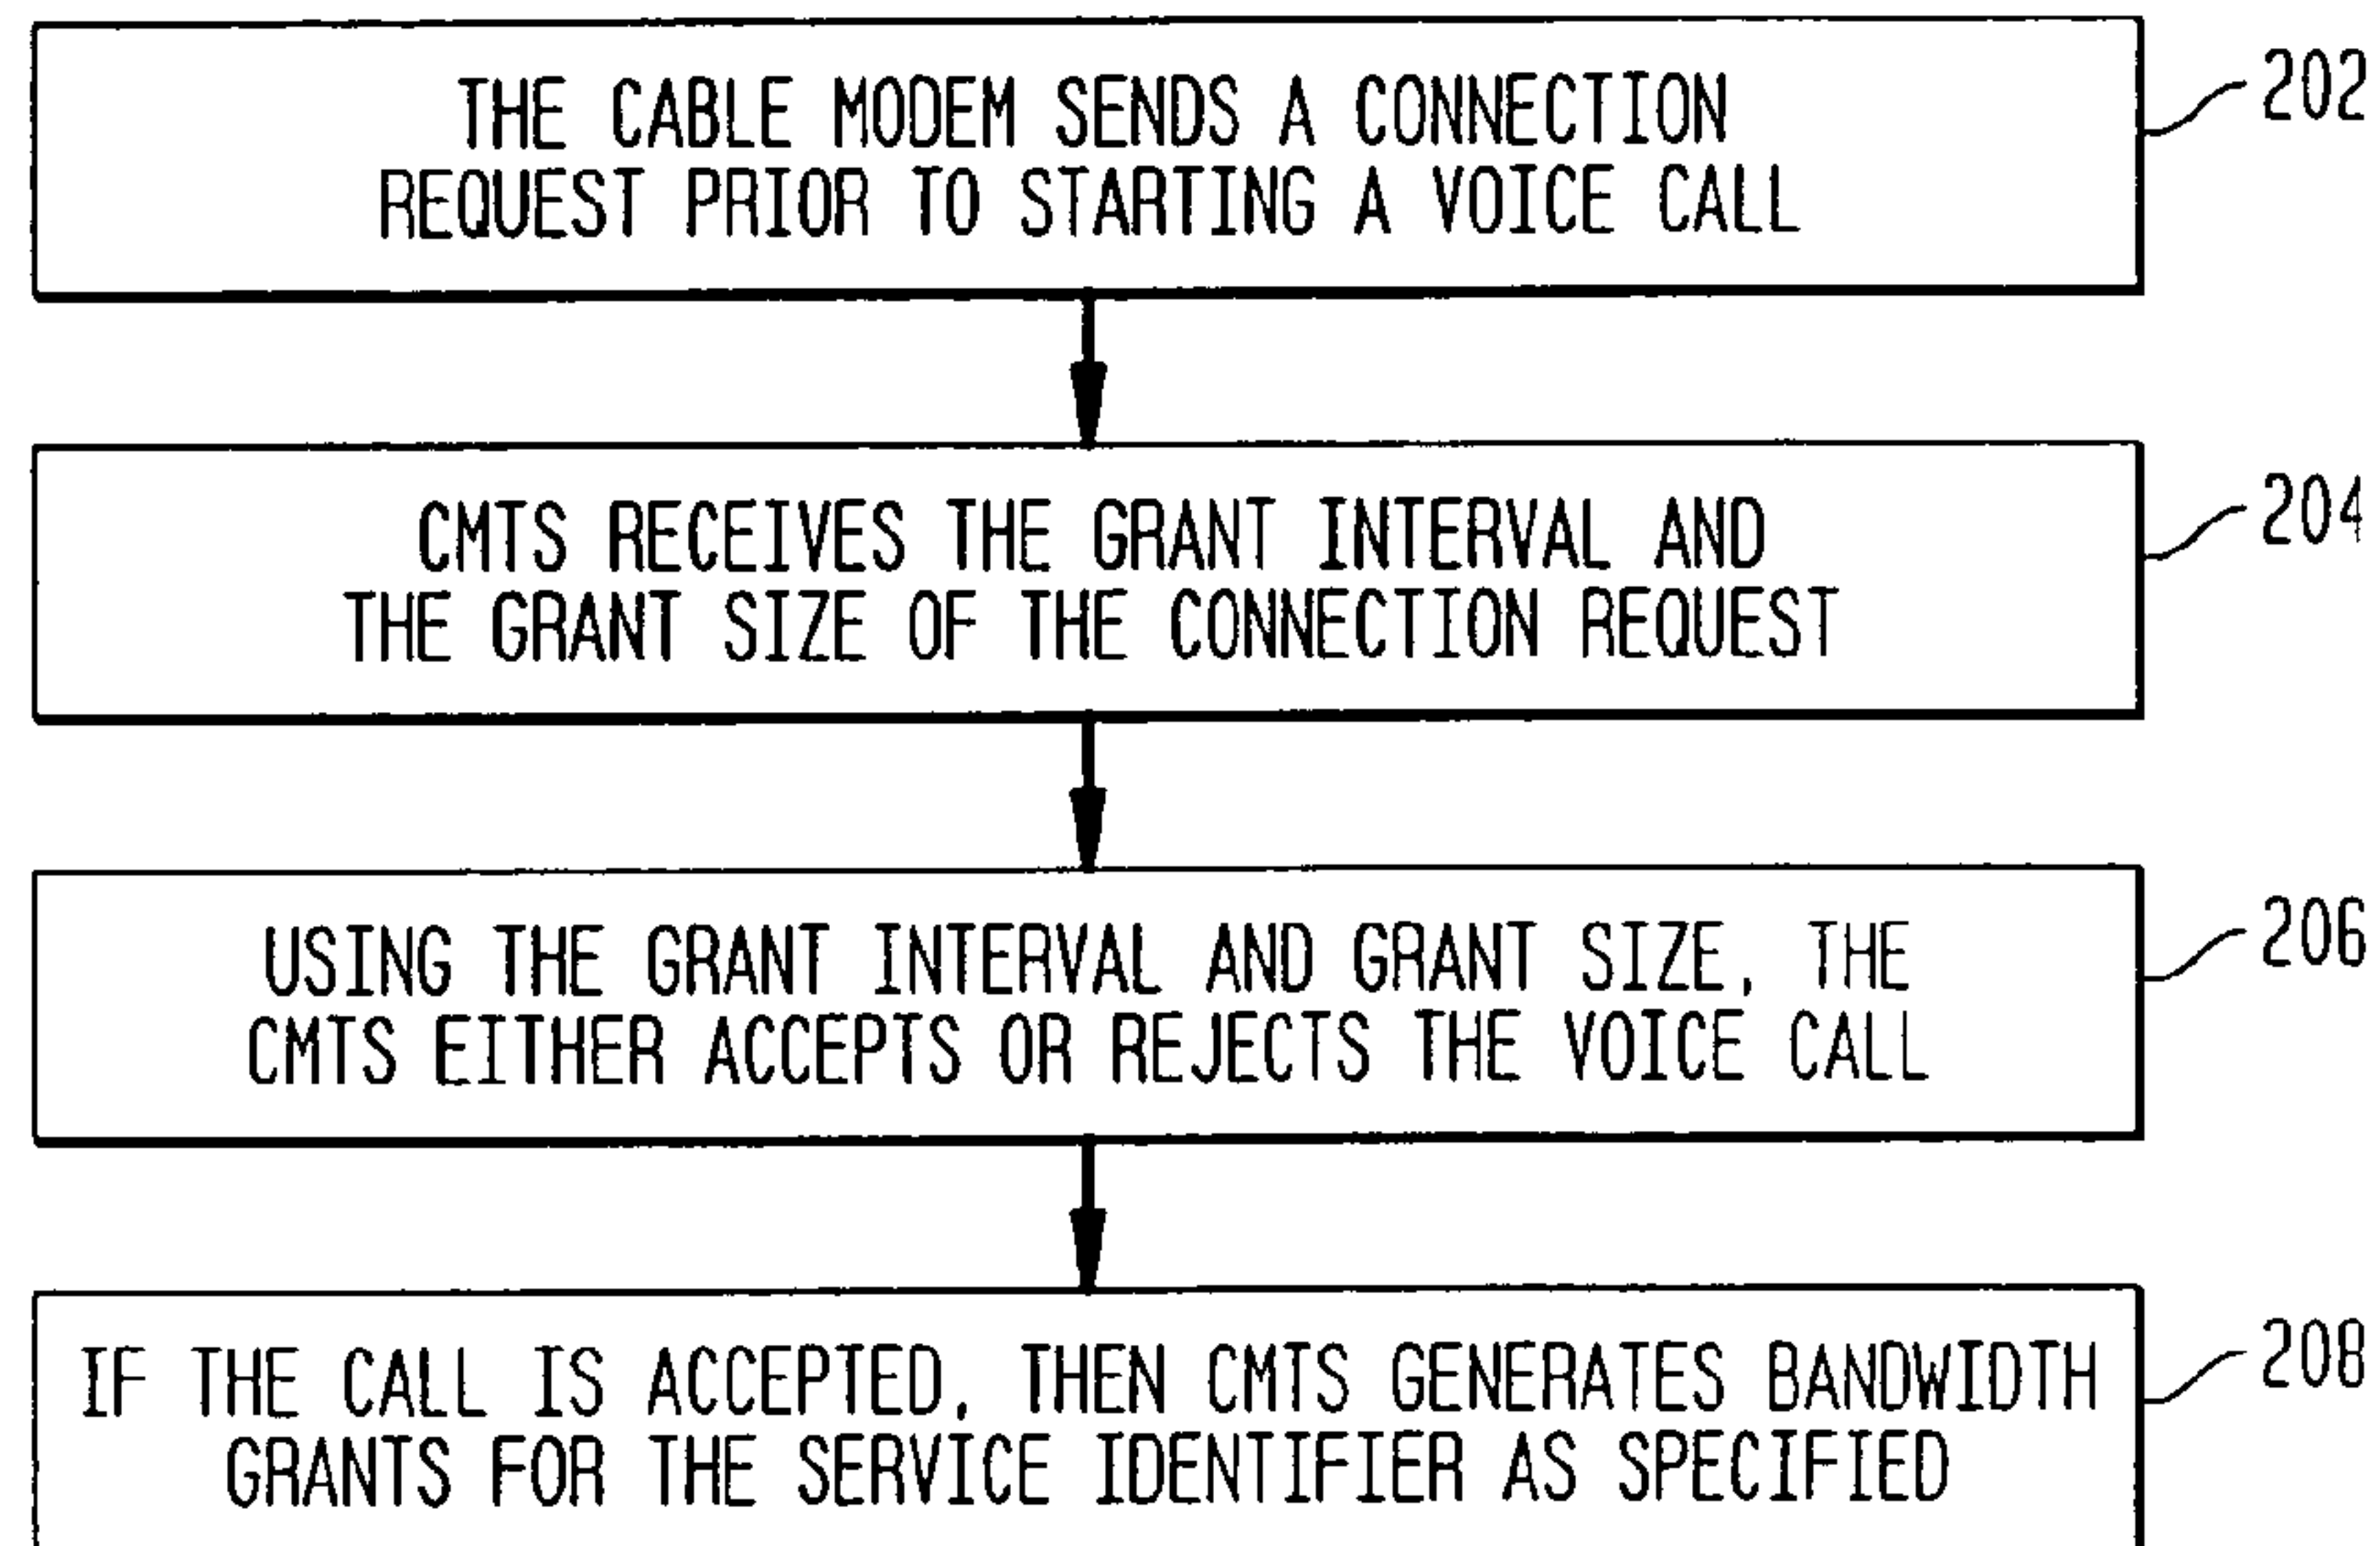 THE CABLE MODEM SENDS A CONNECTION
REQUEST PRIOR TO STARTING A VOICE CALL
202
CMTS RECEIVES THE GRANT INTERVAL AND
THE GRANT SIZE OF THE CONNECTION REQUEST
204
USING THE GRANT INTERVAL AND GRANT SIZE, THE
CMTS EITHER ACCEPTS OR REJECTS THE VOICE CALL
206
IF THE CALL IS ACCEPTED, THEN CMTS GENERATES BANDWIDTH
GRANTS FOR THE SERVICE IDENTIFIER AS SPECIFIED
208